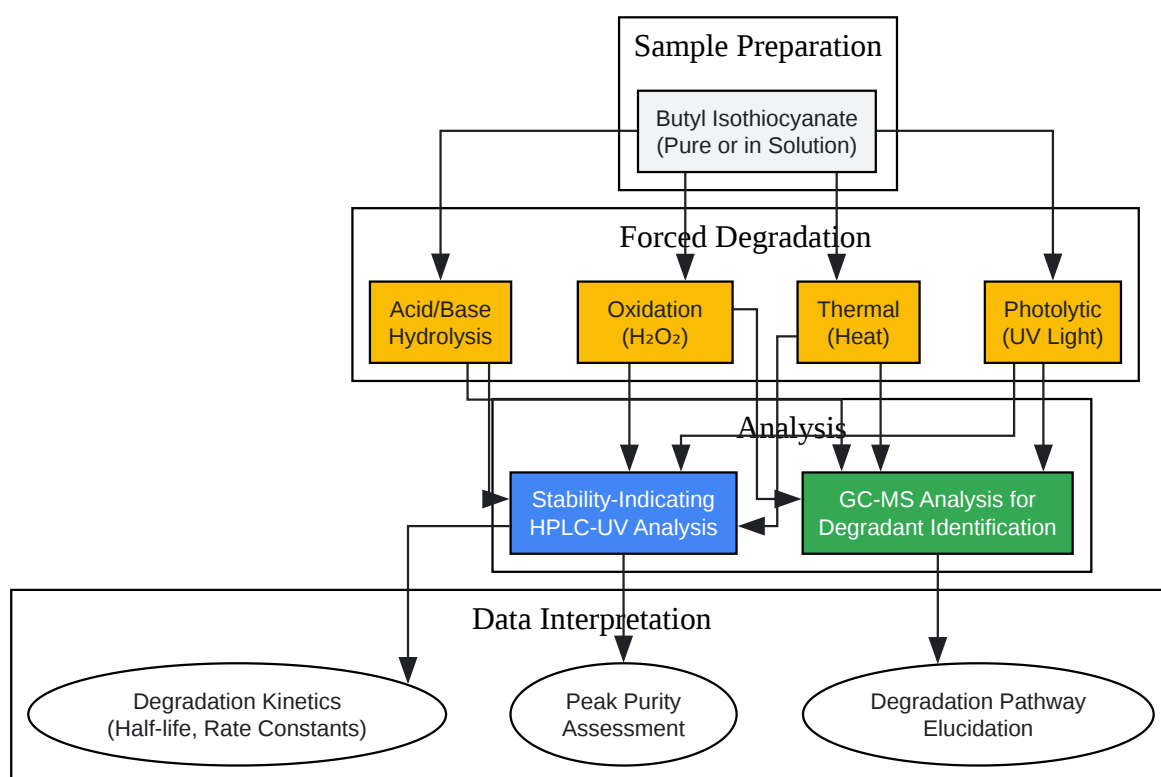 Sample Preparation
Butyl Isothiocyanate
(Pure or in Solution)
Forced Degradation
Acid/Base
Hydrolysis
Oxidation
(H₂O₂)
Thermal
(Heat)
Photolytic
(UV Light)
Analysis
Stability-Indicating
HPLC-UV Analysis
GC-MS Analysis for
Degradant Identification
Data Interpretation
Degradation Kinetics
(Half-life, Rate Constants)
Peak Purity
Assessment
Degradation Pathway
Elucidation